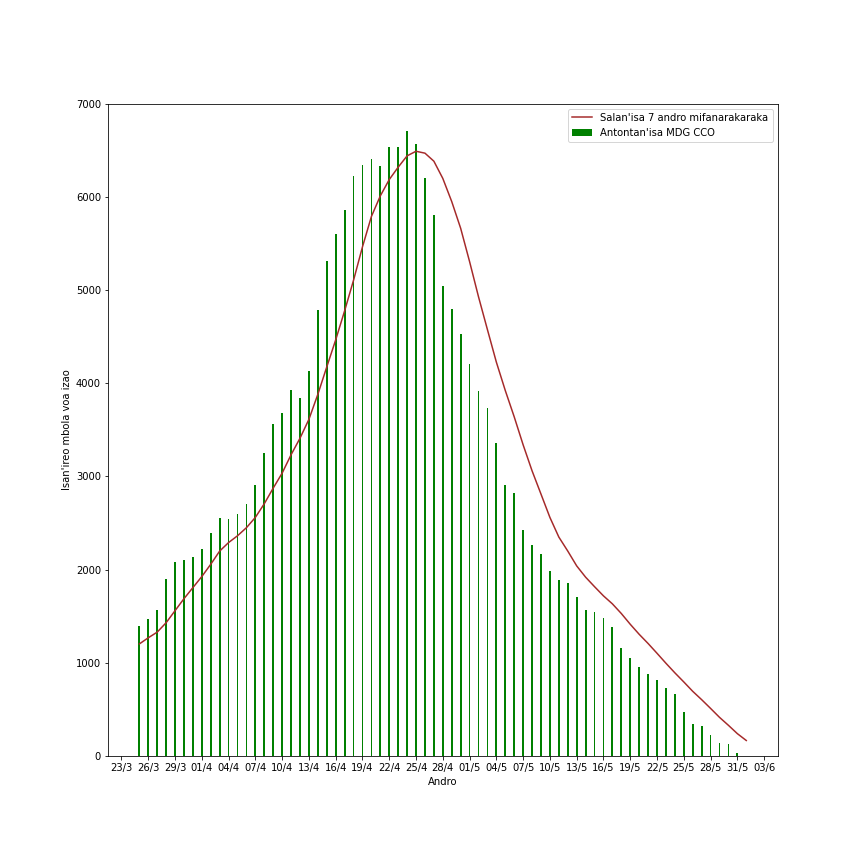 7000
6000
5000
4000
3000
2000
1000
0
Isan'ireo mbola voa izao
Salan'isa 7 andro mifanarakaraka
Antontan'isa MDG CCO
23/3 26/3 29/3 01/4 04/4 07/4 10/4 13/4 16/4 19/4 22/4 25/4 28/4 01/5 04/5 07/5 10/5 13/5 16/5 19/5 22/5 25/5 28/5 31/5 03/6
Andro